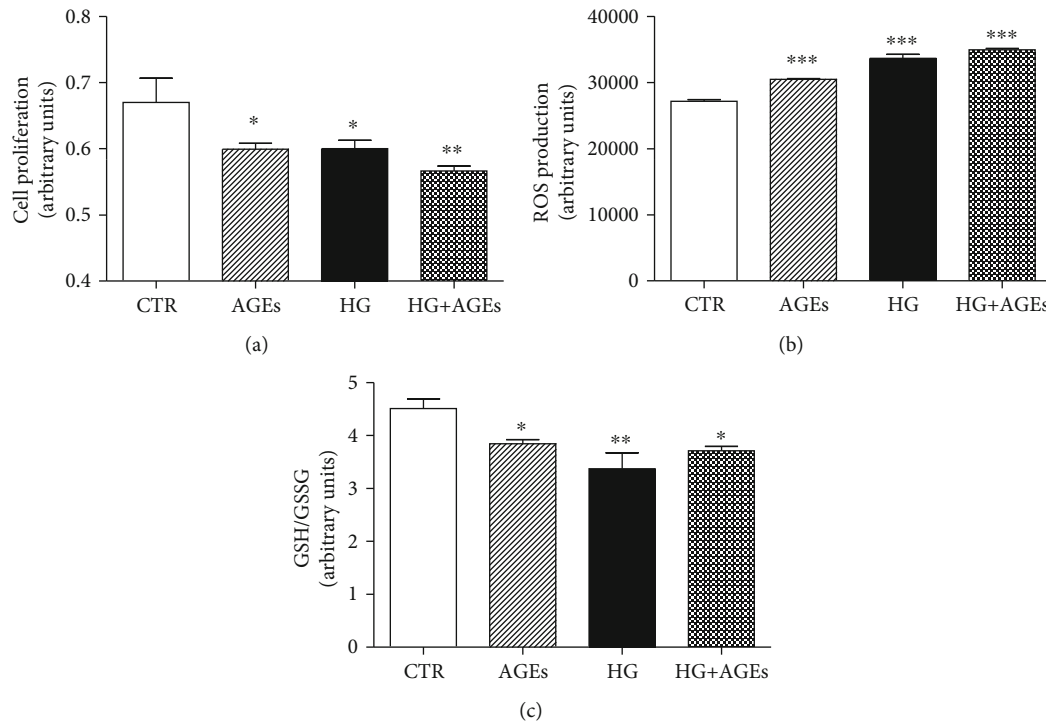 Cell proliferation
(arbitrary units)
0.8
0.7
0.6
0.5
0.4
*
*
**
CTR
AGEs
HG
HG+AGEs
(a)
ROS production
(arbitrary units)
40000
30000
20000
10000
0
***
***
***
CTR
AGEs
HG
HG+AGEs
(b)
GSH/GSSG
(arbitrary units)
5
4
3
2
1
0
*
**
*
CTR
AGEs
HG
HG+AGEs
(c)